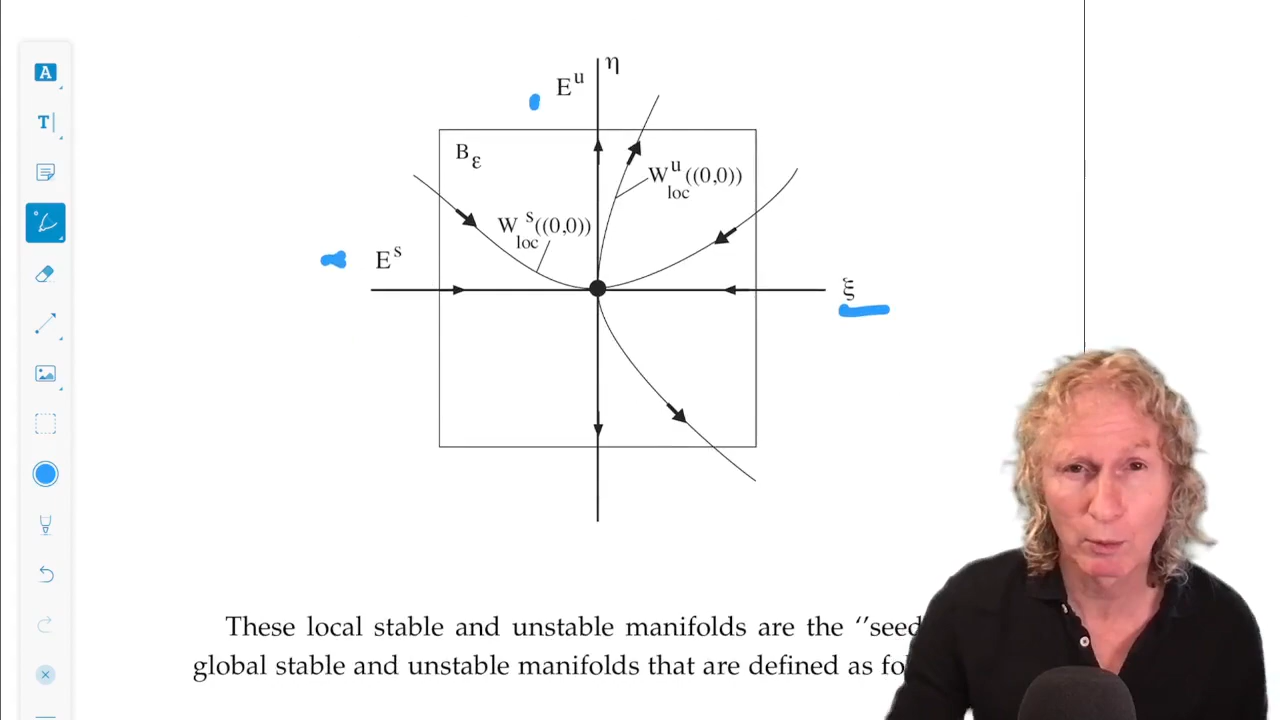 A
T
η
E^u
B_ε
W^u_loc((0,0))
W^s_loc((0,0))
E^s
ξ
These local stable and unstable manifolds are the ‘‘seed
global stable and unstable manifolds that are defined as fo